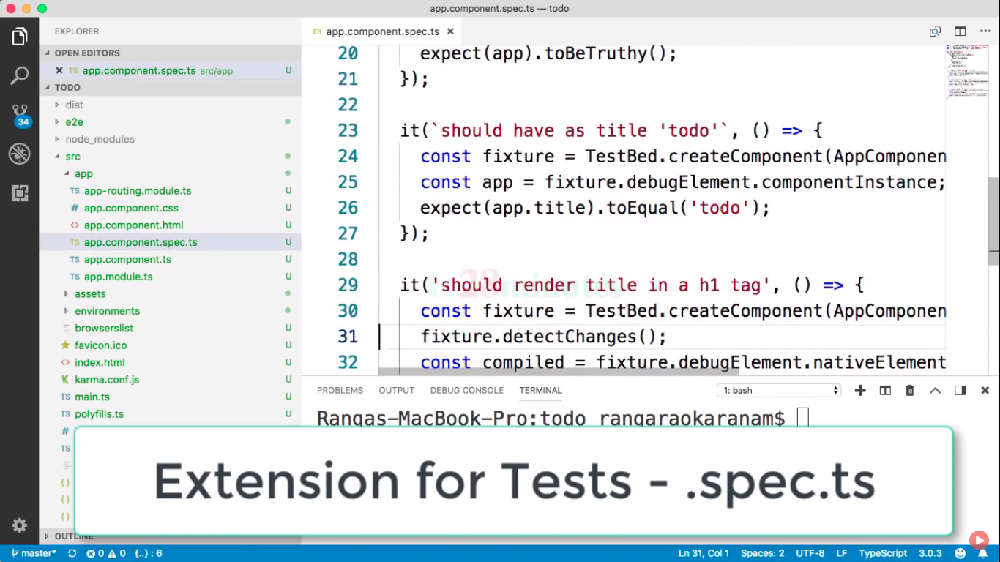 app.component.spec.ts — todo
EXPLORER
OPEN EDITORS
app.component.spec.ts src/app U
TODO
dist
e2e
node_modules
src
app
app-routing.module.ts U
app.component.css U
app.component.html U
app.component.spec.ts U
app.component.ts U
app.module.ts U
assets
environments
browserslist U
favicon.ico U
index.html U
karma.conf.js U
main.ts U
polyfills.ts U
OUTLINE
34
TS app.component.spec.ts
20 expect(app).toBeTruthy();
21 });
22
23 it(`should have as title 'todo'`, () => {
24 const fixture = TestBed.createComponent(AppComponen
25 const app = fixture.debugElement.componentInstance;
26 expect(app.title).toEqual('todo');
27 });
28
29 it('should render title in a h1 tag', () => {
30 const fixture = TestBed.createComponent(AppComponen
31 fixture.detectChanges();
32 const compiled = fixture.debugElement.nativeElement
in28minutes
PROBLEMS OUTPUT DEBUG CONSOLE TERMINAL 1: bash
Rangas-MacBook-Pro:todo rangaraokaranam$
Extension for Tests - .spec.ts
master* 0 0 {..} : 6 Ln 31, Col 1 Spaces: 2 UTF-8 LF TypeScript 3.0.3